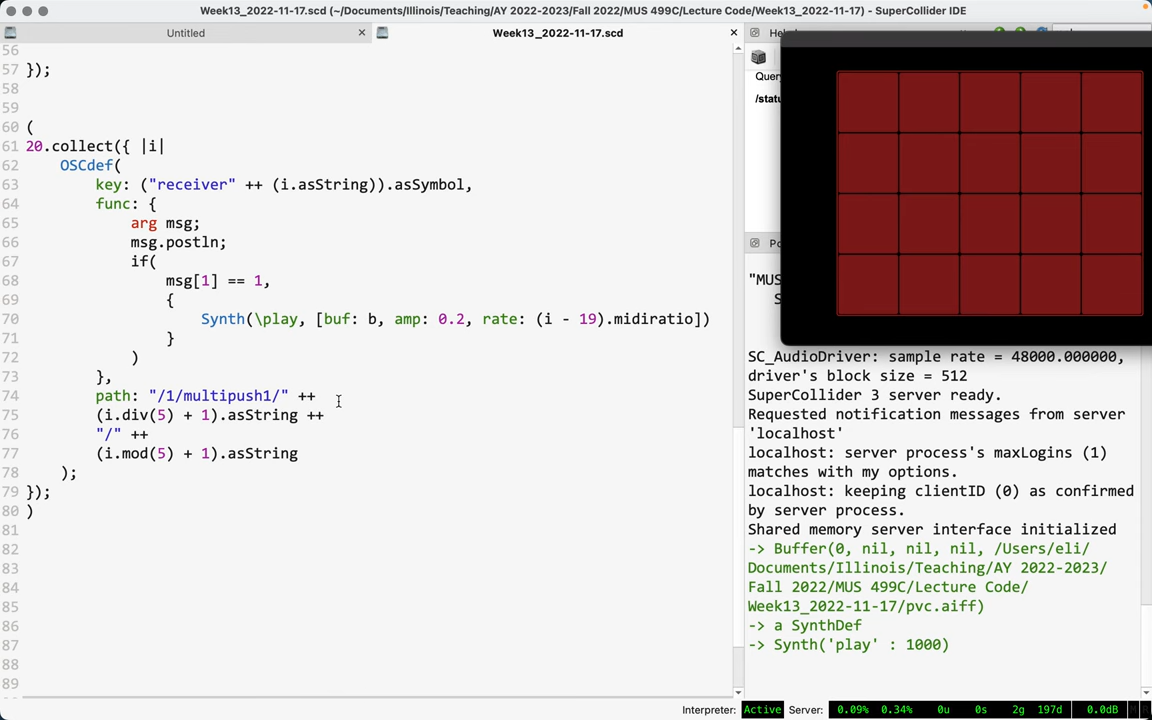 Week13_2022-11-17.scd (~/Documents/Illinois/Teaching/AY 2022-2023/Fall 2022/MUS 499C/Lecture Code/Week13_2022-11-17) - SuperCollider IDE
Untitled
Week13_2022-11-17.scd
56
57 });
58
59
60 (
61 20.collect({ |i|
62 OSCdef(
63 key: ("receiver" ++ (i.asString)).asSymbol,
64 func: {
65 arg msg;
66 msg.postln;
67 if(
68 msg[1] == 1,
69 {
70 Synth(\play, [buf: b, amp: 0.2, rate: (i - 19).midiratio])
71 }
72 )
73 },
74 path: "/1/multipush1/" ++
75 (i.div(5) + 1).asString ++
76 "/" ++
77 (i.mod(5) + 1).asString
78 );
79 });
80 )
81
82
83
84
85
86
87
88
89
Query
/statu
"MUS
S
SC_AudioDriver: sample rate = 48000.000000,
driver's block size = 512
SuperCollider 3 server ready.
Requested notification messages from server
'localhost'
localhost: server process's maxLogins (1)
matches with my options.
localhost: keeping clientID (0) as confirmed
by server process.
Shared memory server interface initialized
-> Buffer(0, nil, nil, nil, /Users/eli/
Documents/Illinois/Teaching/AY 2022-2023/
Fall 2022/MUS 499C/Lecture Code/
Week13_2022-11-17/pvc.aiff)
-> a SynthDef
-> Synth('play' : 1000)
Interpreter: Active Server: 0.09% 0.34% 0u 0s 2g 197d 0.0dB